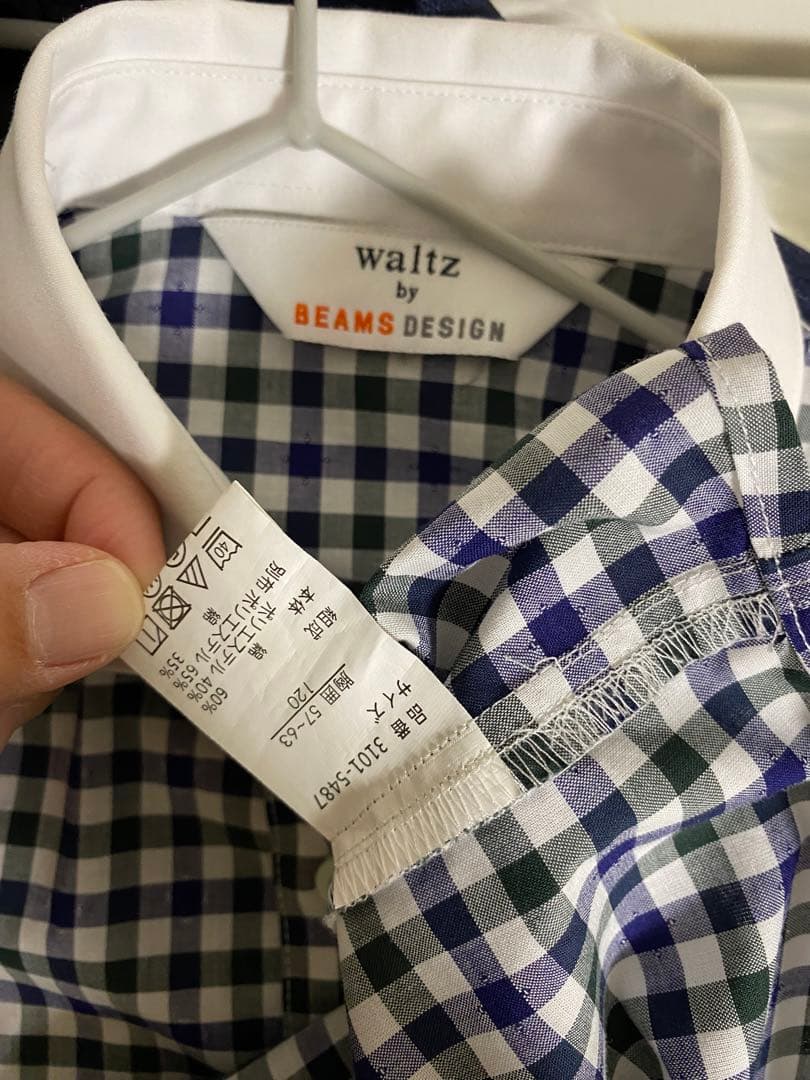 waltz
by
BEAMS DESIGN
品番 3101-5487
サイズ
胸囲 57~63
120
組成
本体 綿 60%
ポリエステル 40%
別布 ポリエステル 65%
綿 35%
40